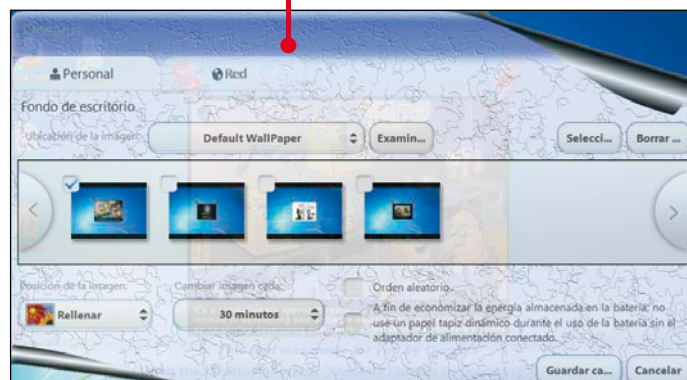 Personal
Red
Fondo de escritorio
Ubicación de la imagen:
Default WallPaper
Examin...
Selecci...
Borrar ...
Posición de la imagen:
Cambiar imagen cada:
Orden aleatorio
Rellenar
30 minutos
A fin de economizar la energía almacenada en la batería, no
use un papel tapiz dinámico durante el uso de la batería sin el
adaptador de alimentación conectado.
Guardar ca...
Cancelar